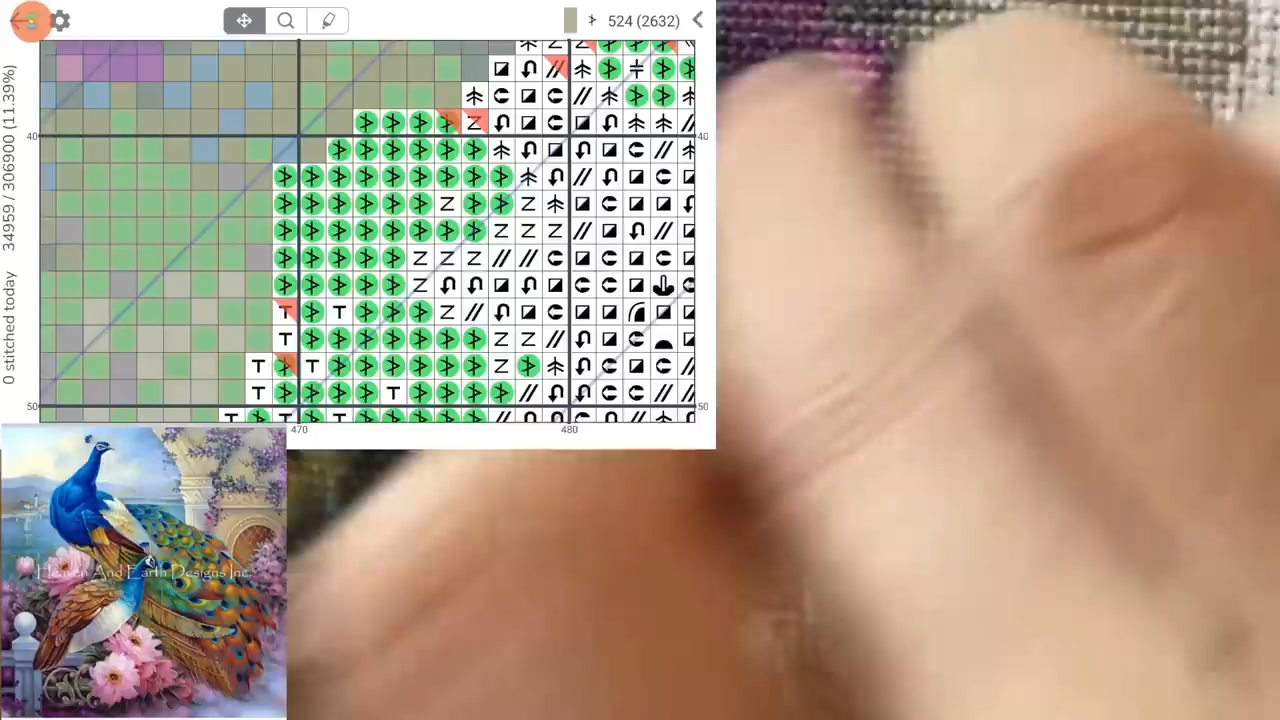 524 (2632)
0 stitched today 34959 / 306900 (11.39%)
40 40
50 50
470 480
Heaven And Earth Designs Inc.